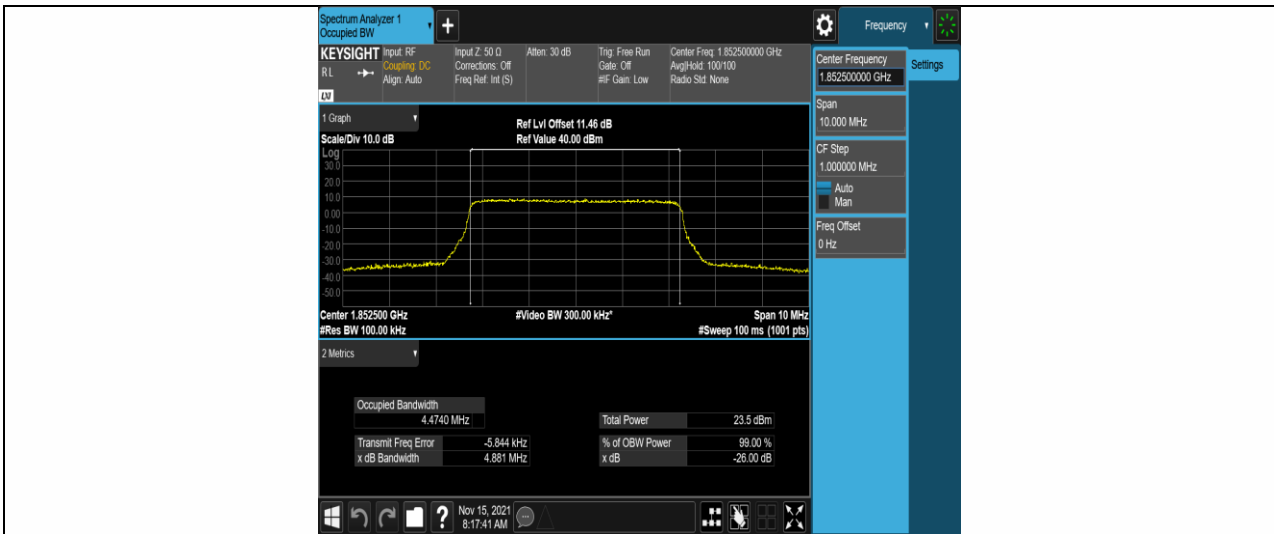 Spectrum Analyzer 1
Occupied BW
+
Frequency
KEYSIGHT
RL
LXI
Input: RF
Coupling: DC
Align: Auto
Input Z: 50 Ω
Corrections: Off
Freq Ref: Int (S)
Atten: 30 dB
Trig: Free Run
Gate: Off
#IF Gain: Low
Center Freq: 1.852500000 GHz
Avg|Hold: 100/100
Radio Std: None
Center Frequency
1.852500000 GHz
Settings
Span
10.000 MHz
CF Step
1.000000 MHz
Auto
Man
Freq Offset
0 Hz
1 Graph
Scale/Div 10.0 dB
Ref Lvl Offset 11.46 dB
Ref Value 40.00 dBm
Log
30.0
20.0
10.0
0.00
-10.0
-20.0
-30.0
-40.0
-50.0
Center 1.852500 GHz
#Video BW 300.00 kHz*
Span 10 MHz
#Res BW 100.00 kHz
#Sweep 100 ms (1001 pts)
2 Metrics
Occupied Bandwidth
4.4740 MHz
Total Power 23.5 dBm
Transmit Freq Error -5.844 kHz
% of OBW Power 99.00 %
x dB Bandwidth 4.881 MHz
x dB -26.00 dB
?
Nov 15, 2021
8:17:41 AM